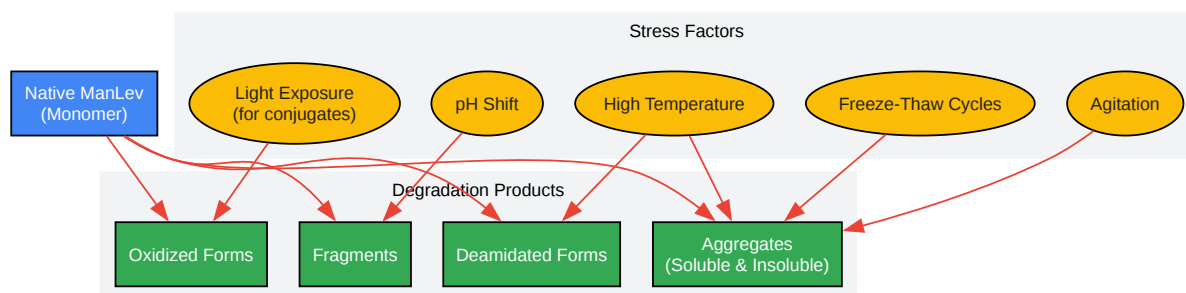 Stress Factors
Native ManLev
(Monomer)
Light Exposure
(for conjugates)
pH Shift
High Temperature
Freeze-Thaw Cycles
Agitation
Degradation Products
Oxidized Forms
Fragments
Deamidated Forms
Aggregates
(Soluble & Insoluble)